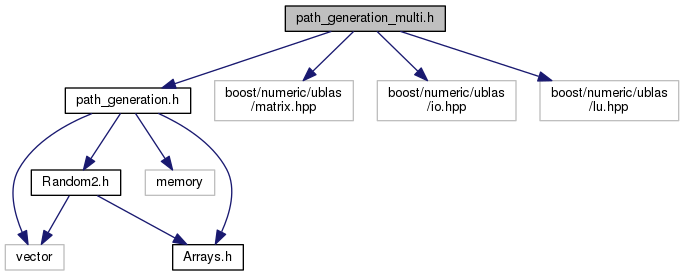 path_generation_multi.h
path_generation.h
boost/numeric/ublas
/matrix.hpp
boost/numeric/ublas
/io.hpp
boost/numeric/ublas
/lu.hpp
Random2.h
memory
vector
Arrays.h